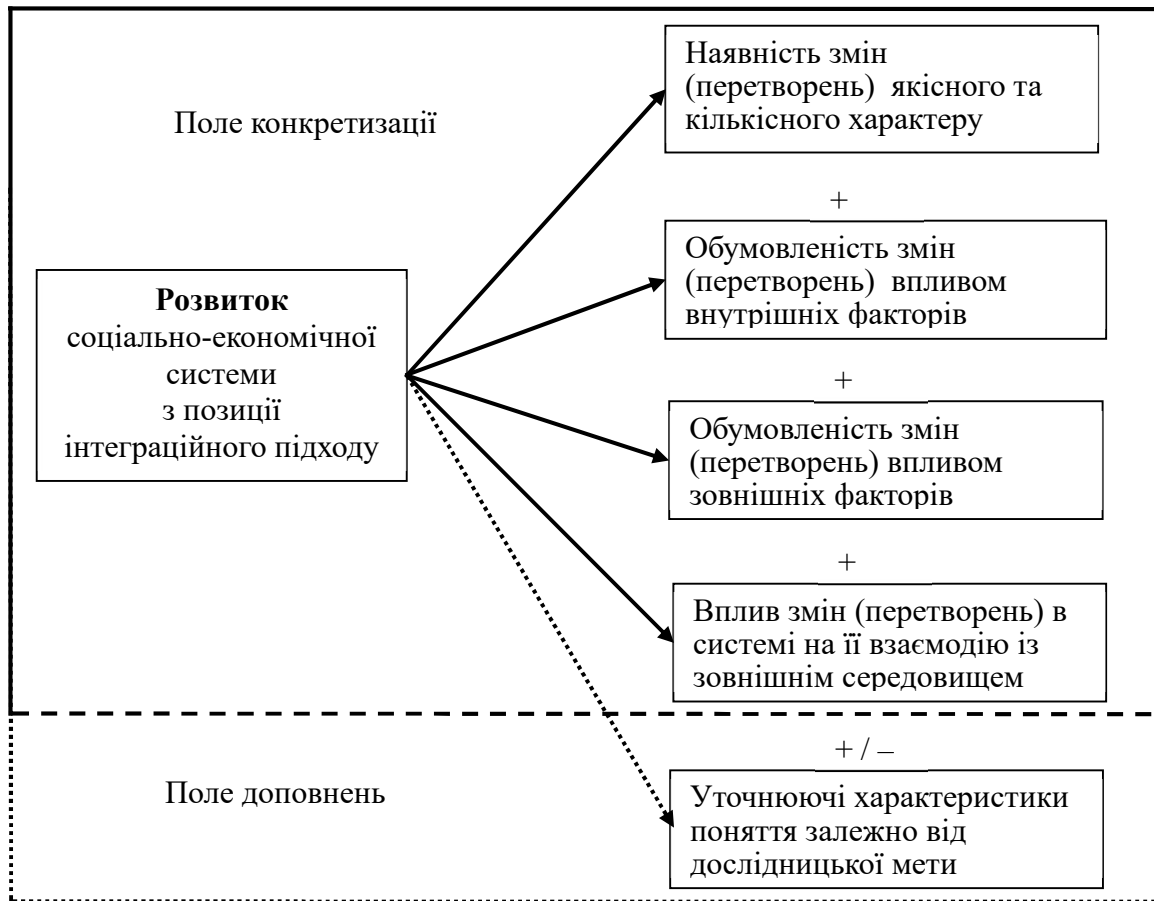 Поле конкретизації
Наявність змін
(перетворень) якісного та
кількісного характеру
+
Обумовленість змін
(перетворень) впливом
внутрішніх факторів
Розвиток
соціально-економічної
системи
з позиції
інтеграційного підходу
+
Обумовленість змін
(перетворень) впливом
зовнішніх факторів
+
Вплив змін (перетворень) в
системі на її взаємодію із
зовнішнім середовищем
+ / –
Поле доповнень
Уточнюючі характеристики
поняття залежно від
дослідницької мети